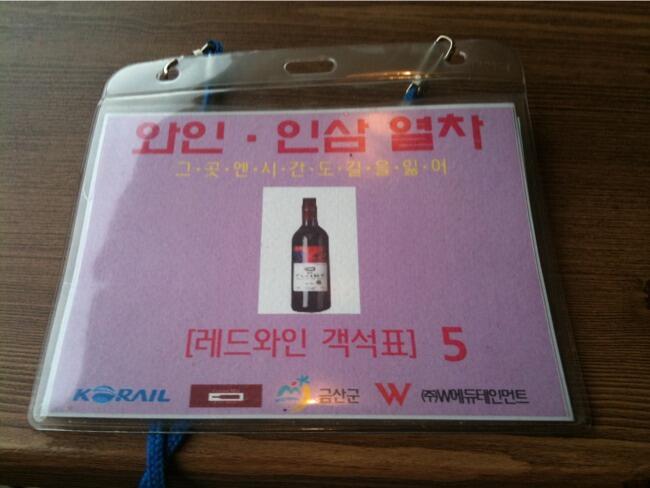 와인 · 인삼 열차
그·곳·엔·시·간·도·길·을·잃·어
[레드와인 객석표] 5
KORAIL 금산군 W (주)W에듀테인먼트